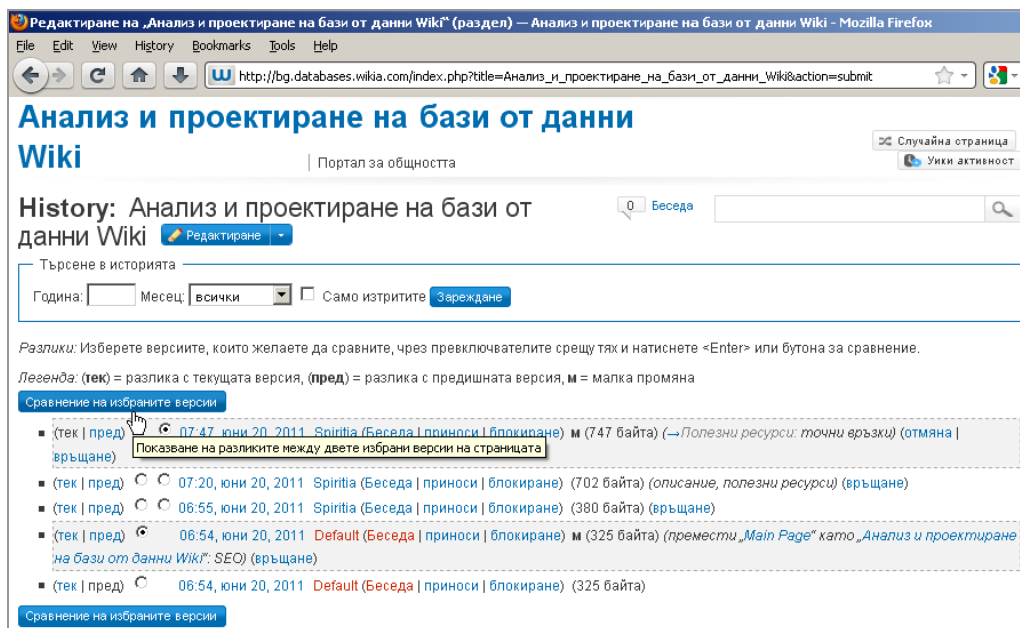 Редактиране на „Анализ и проектиране на бази от данни Wiki“ (раздел) — Анализ и проектиране на бази от данни Wiki - Mozilla Firefox
File Edit View History Bookmarks Tools Help
http://bg.databases.wikia.com/index.php?title=Анализ_и_проектиране_на_бази_от_данни_Wiki&action=submit
Анализ и проектиране на бази от данни
Wiki
Портал за общността
Случайна страница
Уики активност
History: Анализ и проектиране на бази от
данни Wiki Редактиране
0 Беседа
Търсене в историята
Година: Месец: всички Само изтритите Зареждане
Разлики: Изберете версиите, които желаете да сравните, чрез превключвателите срещу тях и натиснете <Enter> или бутона за сравнение.
Легенда: (тек) = разлика с текущата версия, (пред) = разлика с предишната версия, м = малка промяна
Сравнение на избраните версии
(тек | пред) 07:47, юни 20, 2011 Spiritia (Беседа | приноси | блокиране) м (747 байта) (→Полезни ресурси: точни връзки) (отмяна |
връщане)
Показване на разликите между двете избрани версии на страницата
(тек | пред) 07:20, юни 20, 2011 Spiritia (Беседа | приноси | блокиране) (702 байта) (описание, полезни ресурси) (връщане)
(тек | пред) 06:55, юни 20, 2011 Spiritia (Беседа | приноси | блокиране) (380 байта) (връщане)
(тек | пред) 06:54, юни 20, 2011 Default (Беседа | приноси | блокиране) м (325 байта) (премести „Main Page“ като „Анализ и проектиране
на бази от данни Wiki“: SEO) (връщане)
(тек | пред) 06:54, юни 20, 2011 Default (Беседа | приноси | блокиране) (325 байта)
Сравнение на избраните версии